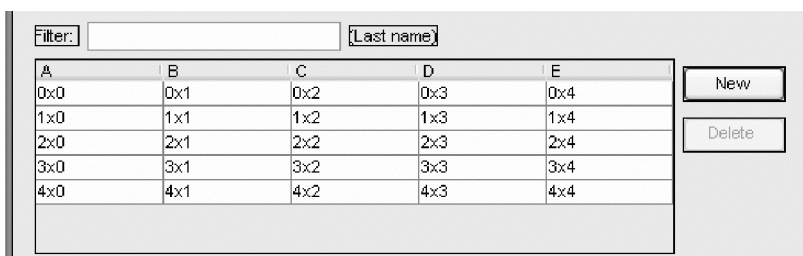 Filter: (Last name)
A B C D E
0x0 0x1 0x2 0x3 0x4
New
1x0 1x1 1x2 1x3 1x4
2x0 2x1 2x2 2x3 2x4
Delete
3x0 3x1 3x2 3x3 3x4
4x0 4x1 4x2 4x3 4x4